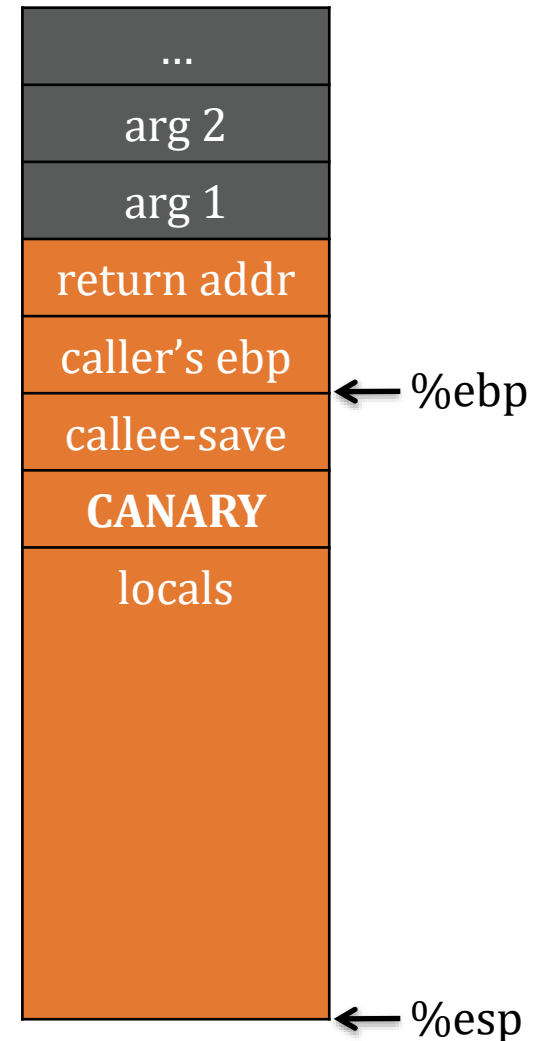 …
arg 2
arg 1
return addr
caller’s ebp
%ebp
callee-save
CANARY
locals
%esp